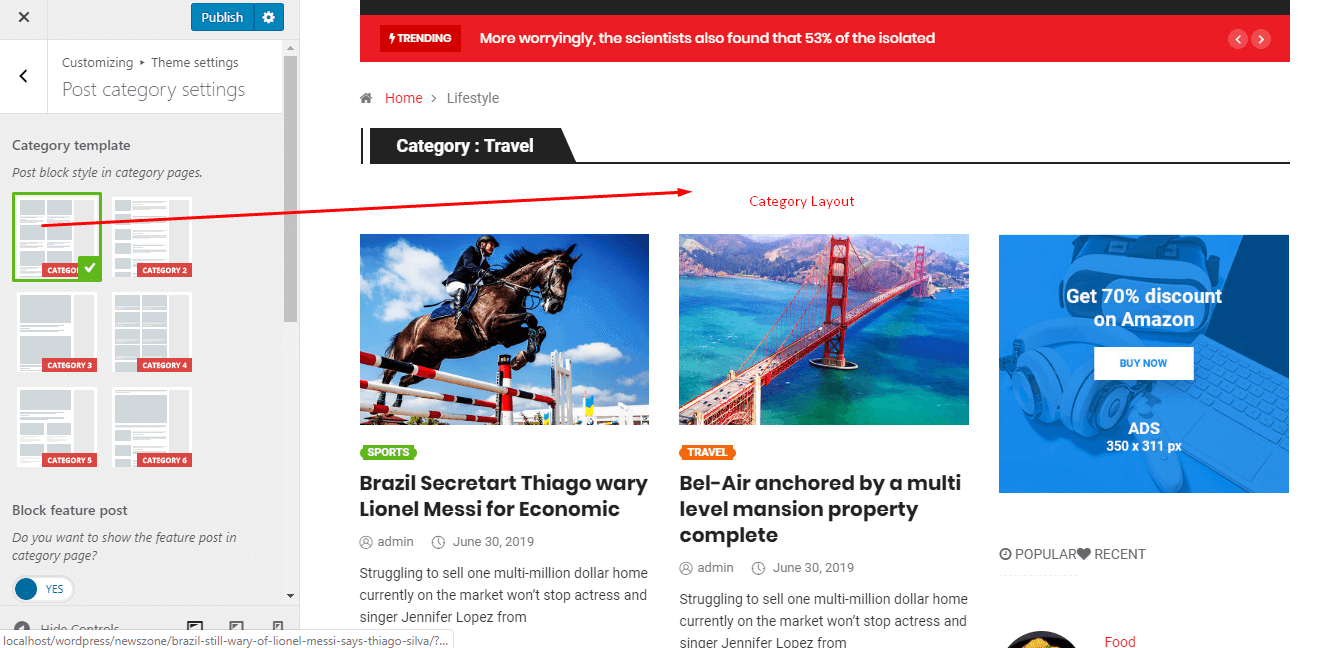 Publish
Customizing ▸ Theme settings
Post category settings
Category template
Post block style in category pages.
CATEGO
CATEGORY 2
CATEGORY 3
CATEGORY 4
CATEGORY 5
CATEGORY 6
Block feature post
Do you want to show the feature post in
category page?
YES
Hide Controls
localhost/wordpress/newszone/brazil-still-wary-of-lionel-messi-says-thiago-silva/?...
TRENDING
More worryingly, the scientists also found that 53% of the isolated
Home > Lifestyle
Category : Travel
Category Layout
SPORTS
Brazil Secretart Thiago wary
Lionel Messi for Economic
admin June 30, 2019
Struggling to sell one multi-million dollar home
currently on the market won’t stop actress and
singer Jennifer Lopez from
TRAVEL
Bel-Air anchored by a multi
level mansion property
complete
admin June 30, 2019
Struggling to sell one multi-million dollar home
currently on the market won’t stop actress and
singer Jennifer Lopez from
Get 70% discount
on Amazon
BUY NOW
ADS
350 x 311 px
POPULAR RECENT
Food